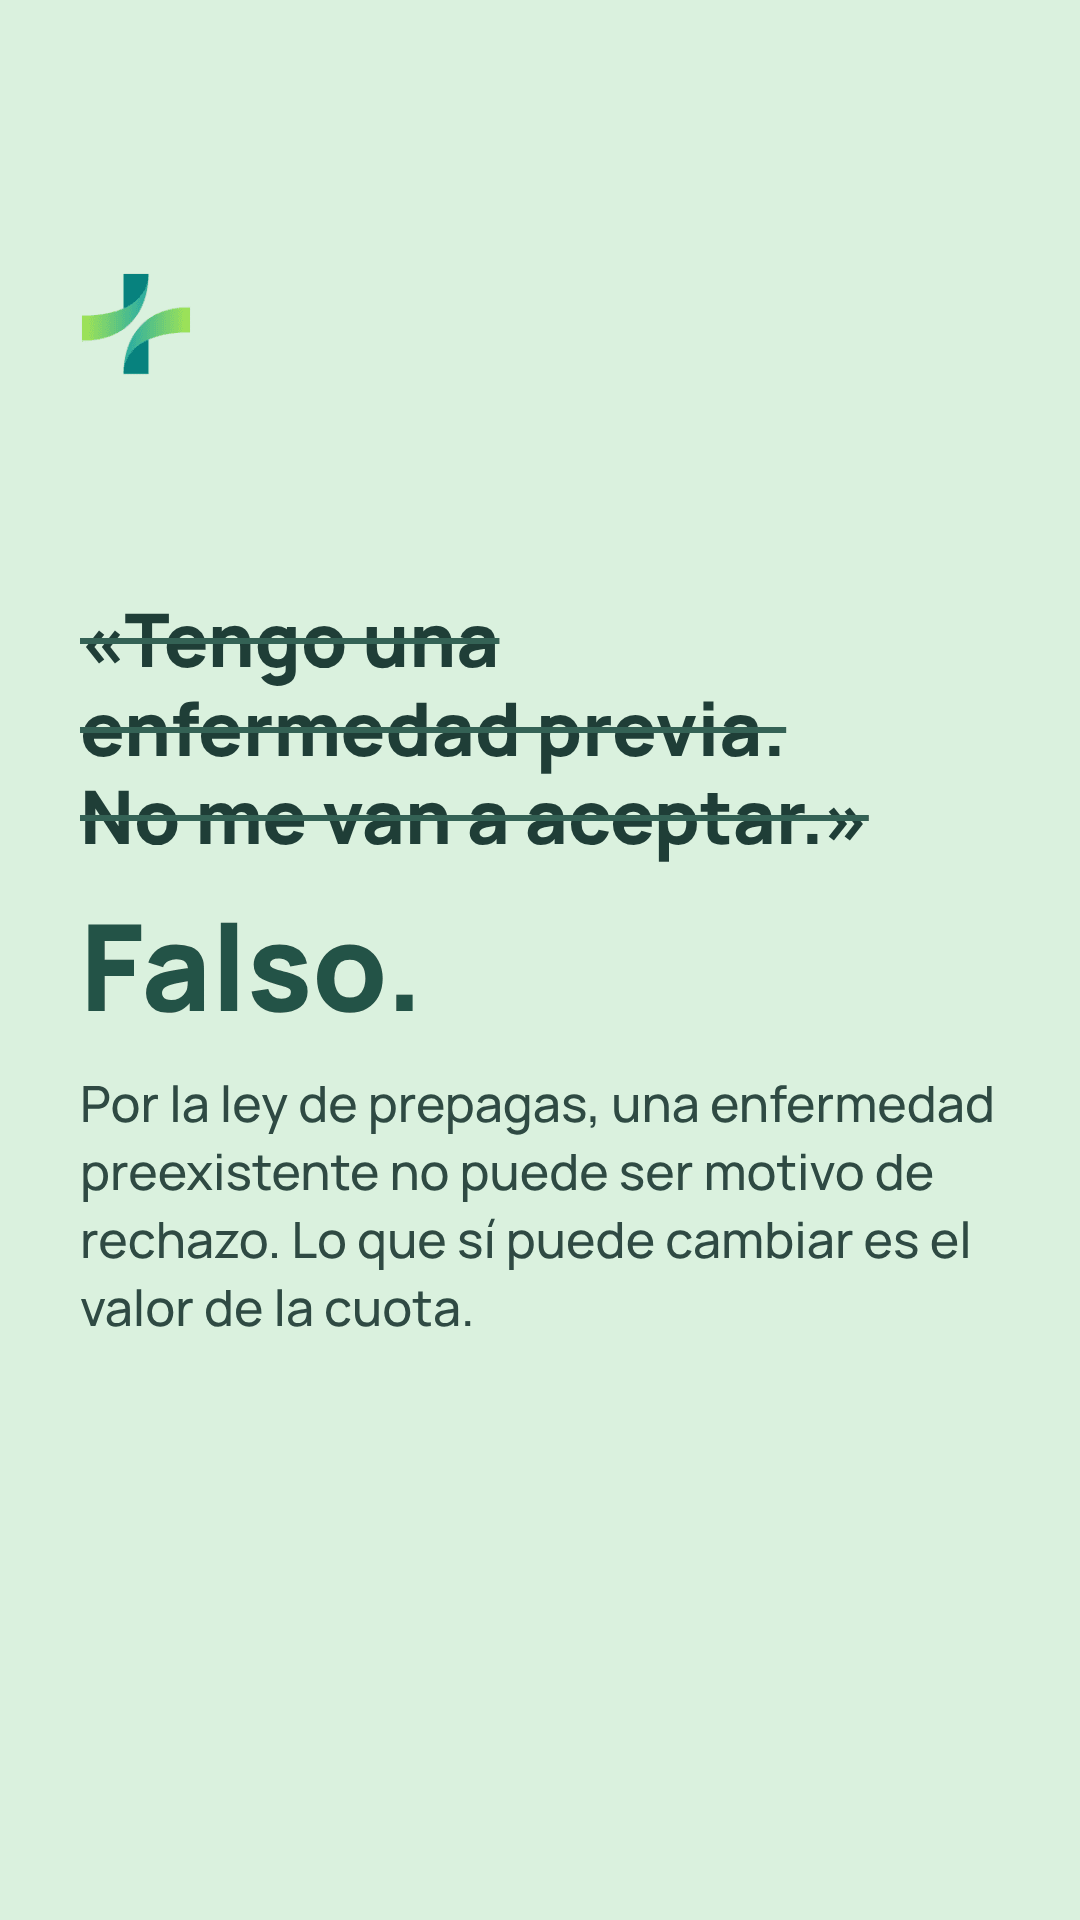 «Tengo una
enfermedad previa.
No me van a aceptar.»
Falso.
Por la ley de prepagas, una enfermedad
preexistente no puede ser motivo de
rechazo. Lo que sí puede cambiar es el
valor de la cuota.